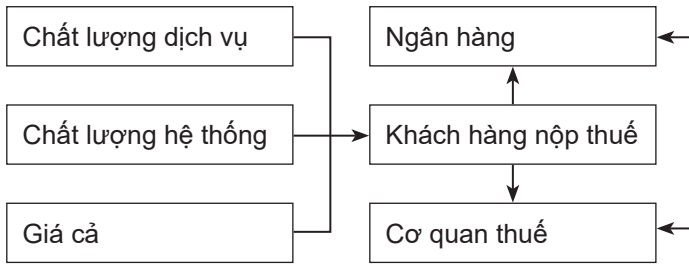 Chất lượng dịch vụ
Ngân hàng
Chất lượng hệ thống
Khách hàng nộp thuế
Giá cả
Cơ quan thuế